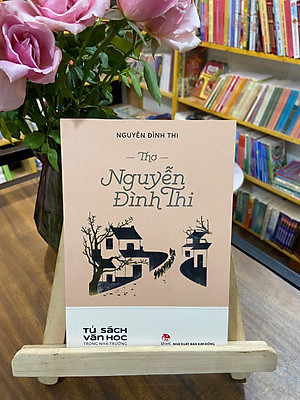 NGUYỄN ĐÌNH THI
Thơ
Nguyễn
Đình Thi
TỦ SÁCH
VĂN HỌC
TRONG NHÀ TRƯỜNG
NHÀ XUẤT BẢN KIM ĐỒNG